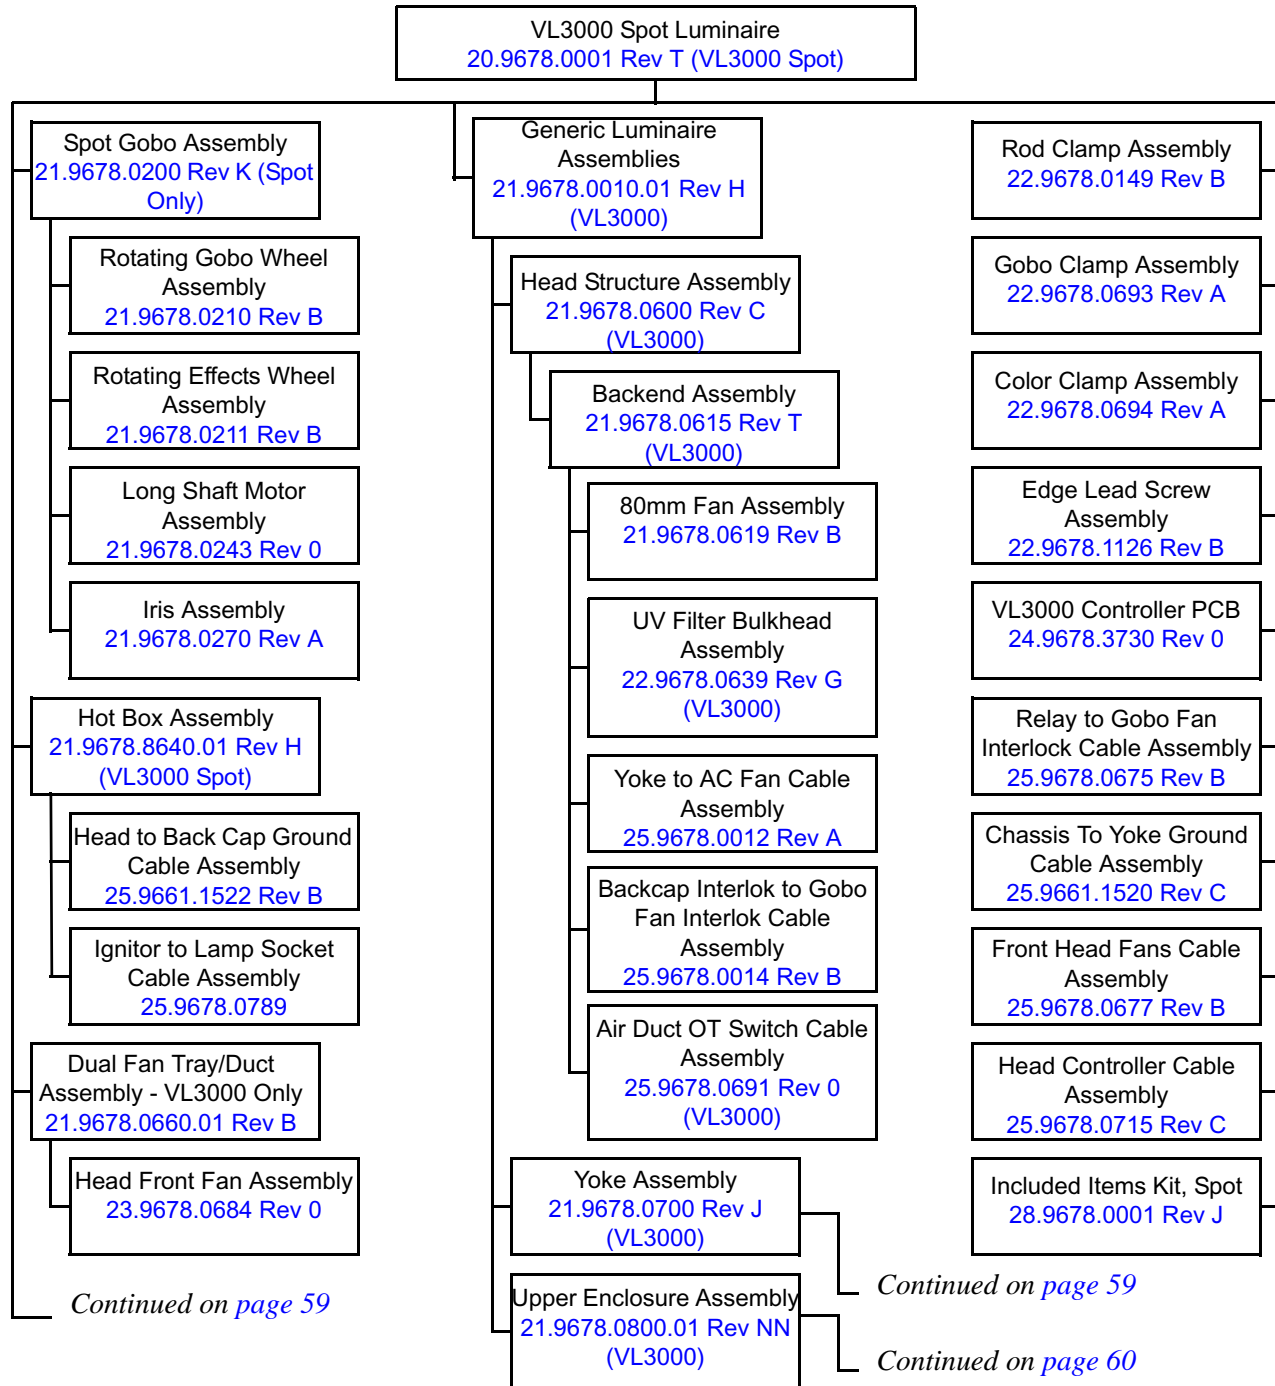 VL3000 Spot Luminaire
20.9678.0001 Rev T (VL3000 Spot)
Spot Gobo Assembly
21.9678.0200 Rev K (Spot
Only)
Rotating Gobo Wheel
Assembly
21.9678.0210 Rev B
Rotating Effects Wheel
Assembly
21.9678.0211 Rev B
Long Shaft Motor
Assembly
21.9678.0243 Rev 0
Iris Assembly
21.9678.0270 Rev A
Hot Box Assembly
21.9678.8640.01 Rev H
(VL3000 Spot)
Head to Back Cap Ground
Cable Assembly
25.9661.1522 Rev B
Ignitor to Lamp Socket
Cable Assembly
25.9678.0789
Dual Fan Tray/Duct
Assembly - VL3000 Only
21.9678.0660.01 Rev B
Head Front Fan Assembly
23.9678.0684 Rev 0
Continued on page 59
Generic Luminaire
Assemblies
21.9678.0010.01 Rev H
(VL3000)
Head Structure Assembly
21.9678.0600 Rev C
(VL3000)
Backend Assembly
21.9678.0615 Rev T
(VL3000)
80mm Fan Assembly
21.9678.0619 Rev B
UV Filter Bulkhead
Assembly
22.9678.0639 Rev G
(VL3000)
Yoke to AC Fan Cable
Assembly
25.9678.0012 Rev A
Backcap Interlok to Gobo
Fan Interlok Cable
Assembly
25.9678.0014 Rev B
Air Duct OT Switch Cable
Assembly
25.9678.0691 Rev 0
(VL3000)
Yoke Assembly
21.9678.0700 Rev J
(VL3000)
Continued on page 59
Upper Enclosure Assembly
21.9678.0800.01 Rev NN
(VL3000)
Continued on page 60
Rod Clamp Assembly
22.9678.0149 Rev B
Gobo Clamp Assembly
22.9678.0693 Rev A
Color Clamp Assembly
22.9678.0694 Rev A
Edge Lead Screw
Assembly
22.9678.1126 Rev B
VL3000 Controller PCB
24.9678.3730 Rev 0
Relay to Gobo Fan
Interlock Cable Assembly
25.9678.0675 Rev B
Chassis To Yoke Ground
Cable Assembly
25.9661.1520 Rev C
Front Head Fans Cable
Assembly
25.9678.0677 Rev B
Head Controller Cable
Assembly
25.9678.0715 Rev C
Included Items Kit, Spot
28.9678.0001 Rev J